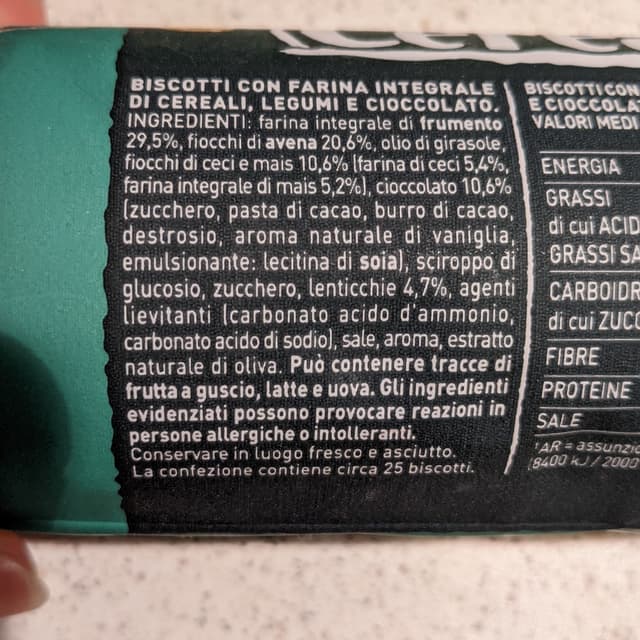 BISCOTTI CON FARINA INTEGRALE
DI CEREALI, LEGUMI E CIOCCOLATO.
INGREDIENTI: farina integrale di frumento
29,5%, fiocchi di avena 20,6%, olio di girasole,
fiocchi di ceci e mais 10,6% (farina di ceci 5,4%,
farina integrale di mais 5,2%), cioccolato 10,6%
(zucchero, pasta di cacao, burro di cacao,
destrosio, aroma naturale di vaniglia,
emulsionante: lecitina di soia), sciroppo di
glucosio, zucchero, lenticchie 4,7%, agenti
lievitanti (carbonato acido d'ammonio,
carbonato acido di sodio), sale, aroma, estratto
naturale di oliva. Può contenere tracce di
frutta a guscio, latte e uova. Gli ingredienti
evidenziati possono provocare reazioni in
persone allergiche o intolleranti.
Conservare in luogo fresco e asciutto.
La confezione contiene circa 25 biscotti.
BISCOTTI CON
E CIOCCOLA
VALORI MEDI
ENERGIA
GRASSI
di cui ACID
GRASSI SA
CARBOIDR
di cui ZUCC
FIBRE
PROTEINE
SALE
*AR = assunzio
(8400 kJ / 2000